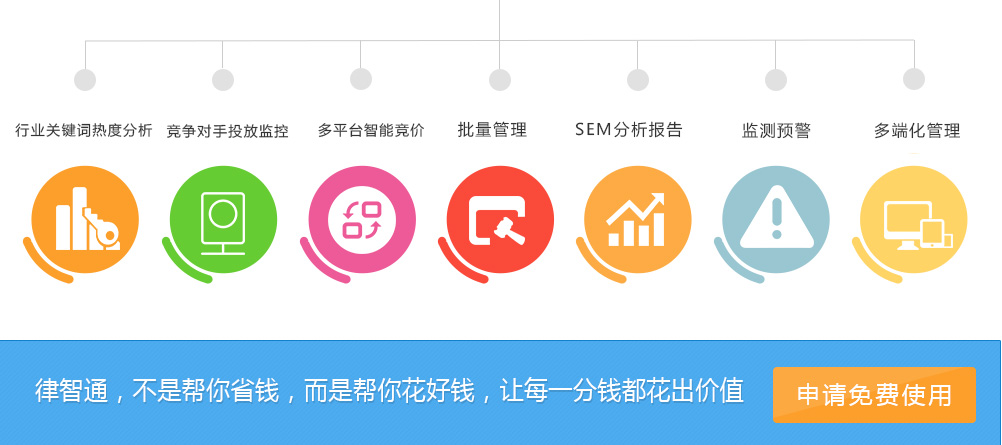 行业关键词热度分析
竞争对手投放监控
多平台智能竞价
批量管理
SEM分析报告
监测预警
多端化管理
律智通，不是帮你省钱，而是帮你花好钱，让每一分钱都花出价值
申请免费使用